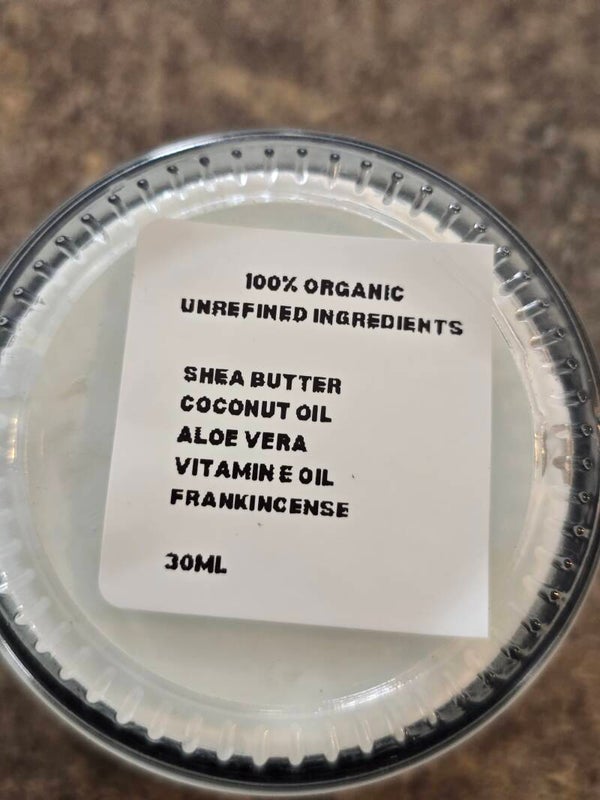 100% ORGANIC
UNREFINED INGREDIENTS
SHEA BUTTER
COCONUT OIL
ALOE VERA
VITAMIN E OIL
FRANKINCENSE
30ML